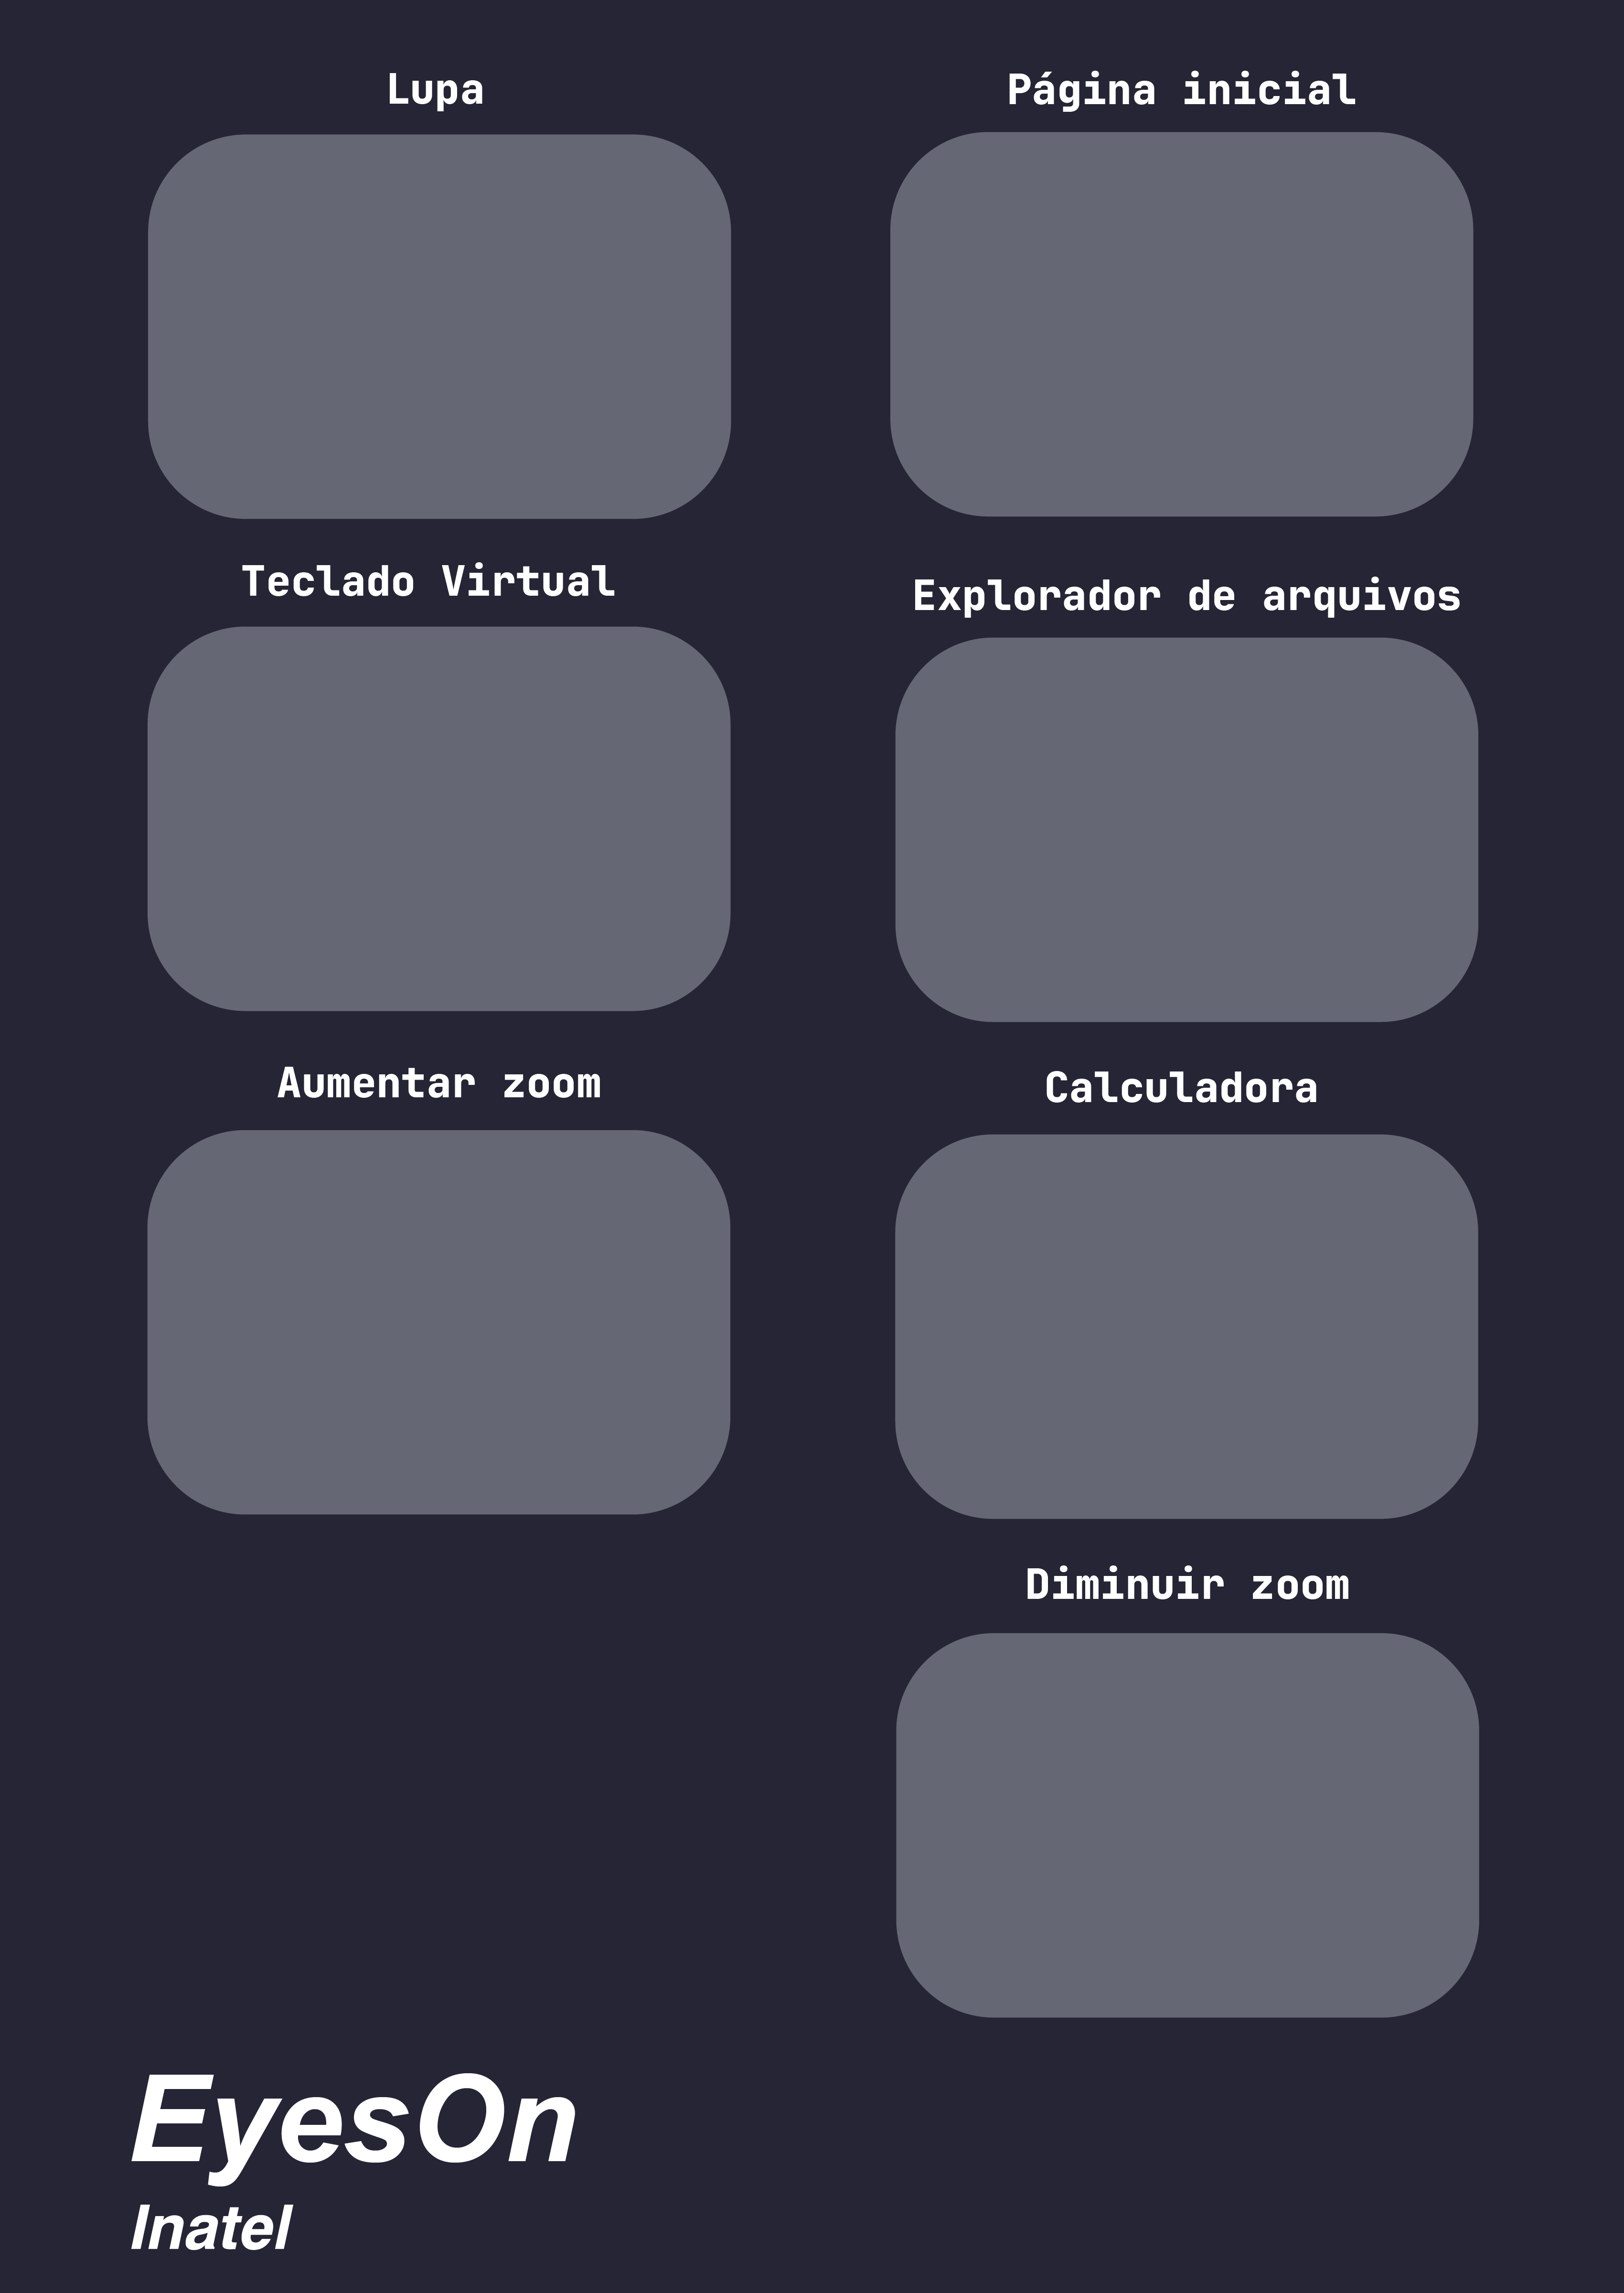 Lupa
Página inicial
Teclado Virtual
Explorador de arquivos
Aumentar zoom
Calculadora
Diminuir zoom
EyesOn
Inatel